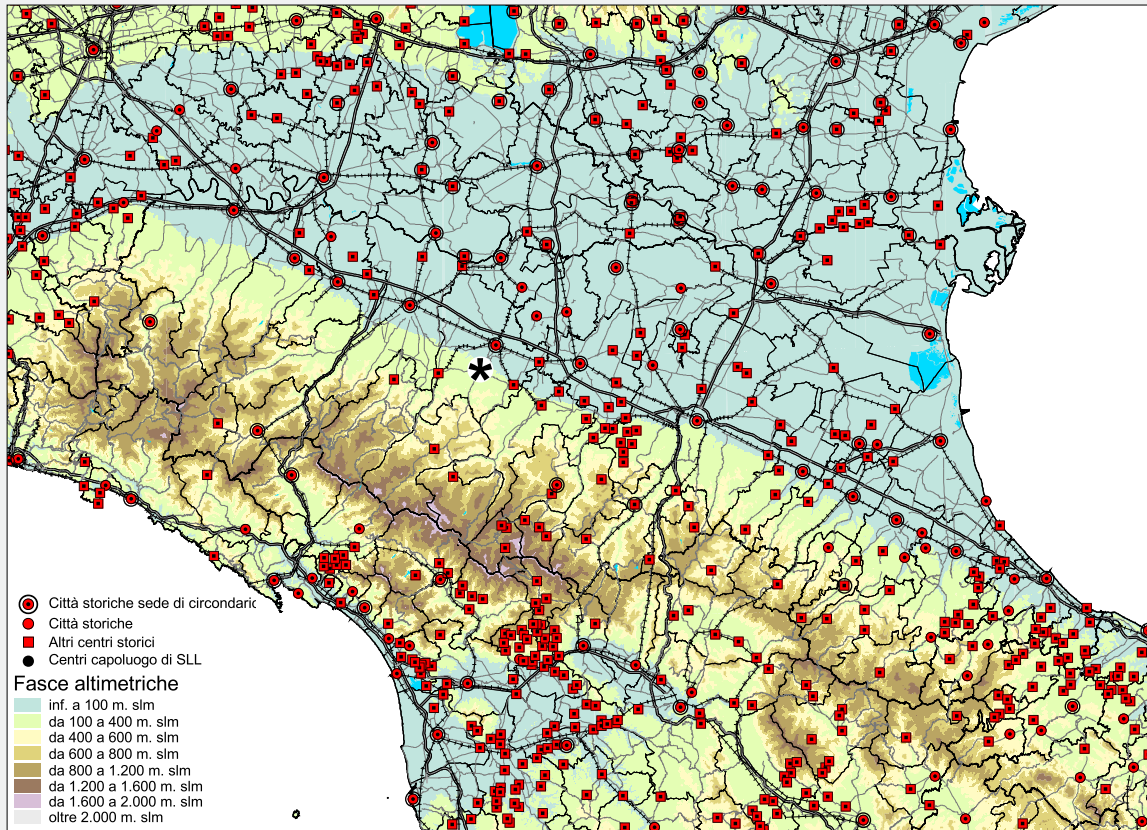 Città storiche sede di circondaric
Città storiche
Altri centri storici
Centri capoluogo di SLL
Fasce altimetriche
inf. a 100 m. slm
da 100 a 400 m. slm
da 400 a 600 m. slm
da 600 a 800 m. slm
da 800 a 1.200 m. slm
da 1.200 a 1.600 m. slm
da 1.600 a 2.000 m. slm
oltre 2.000 m. slm